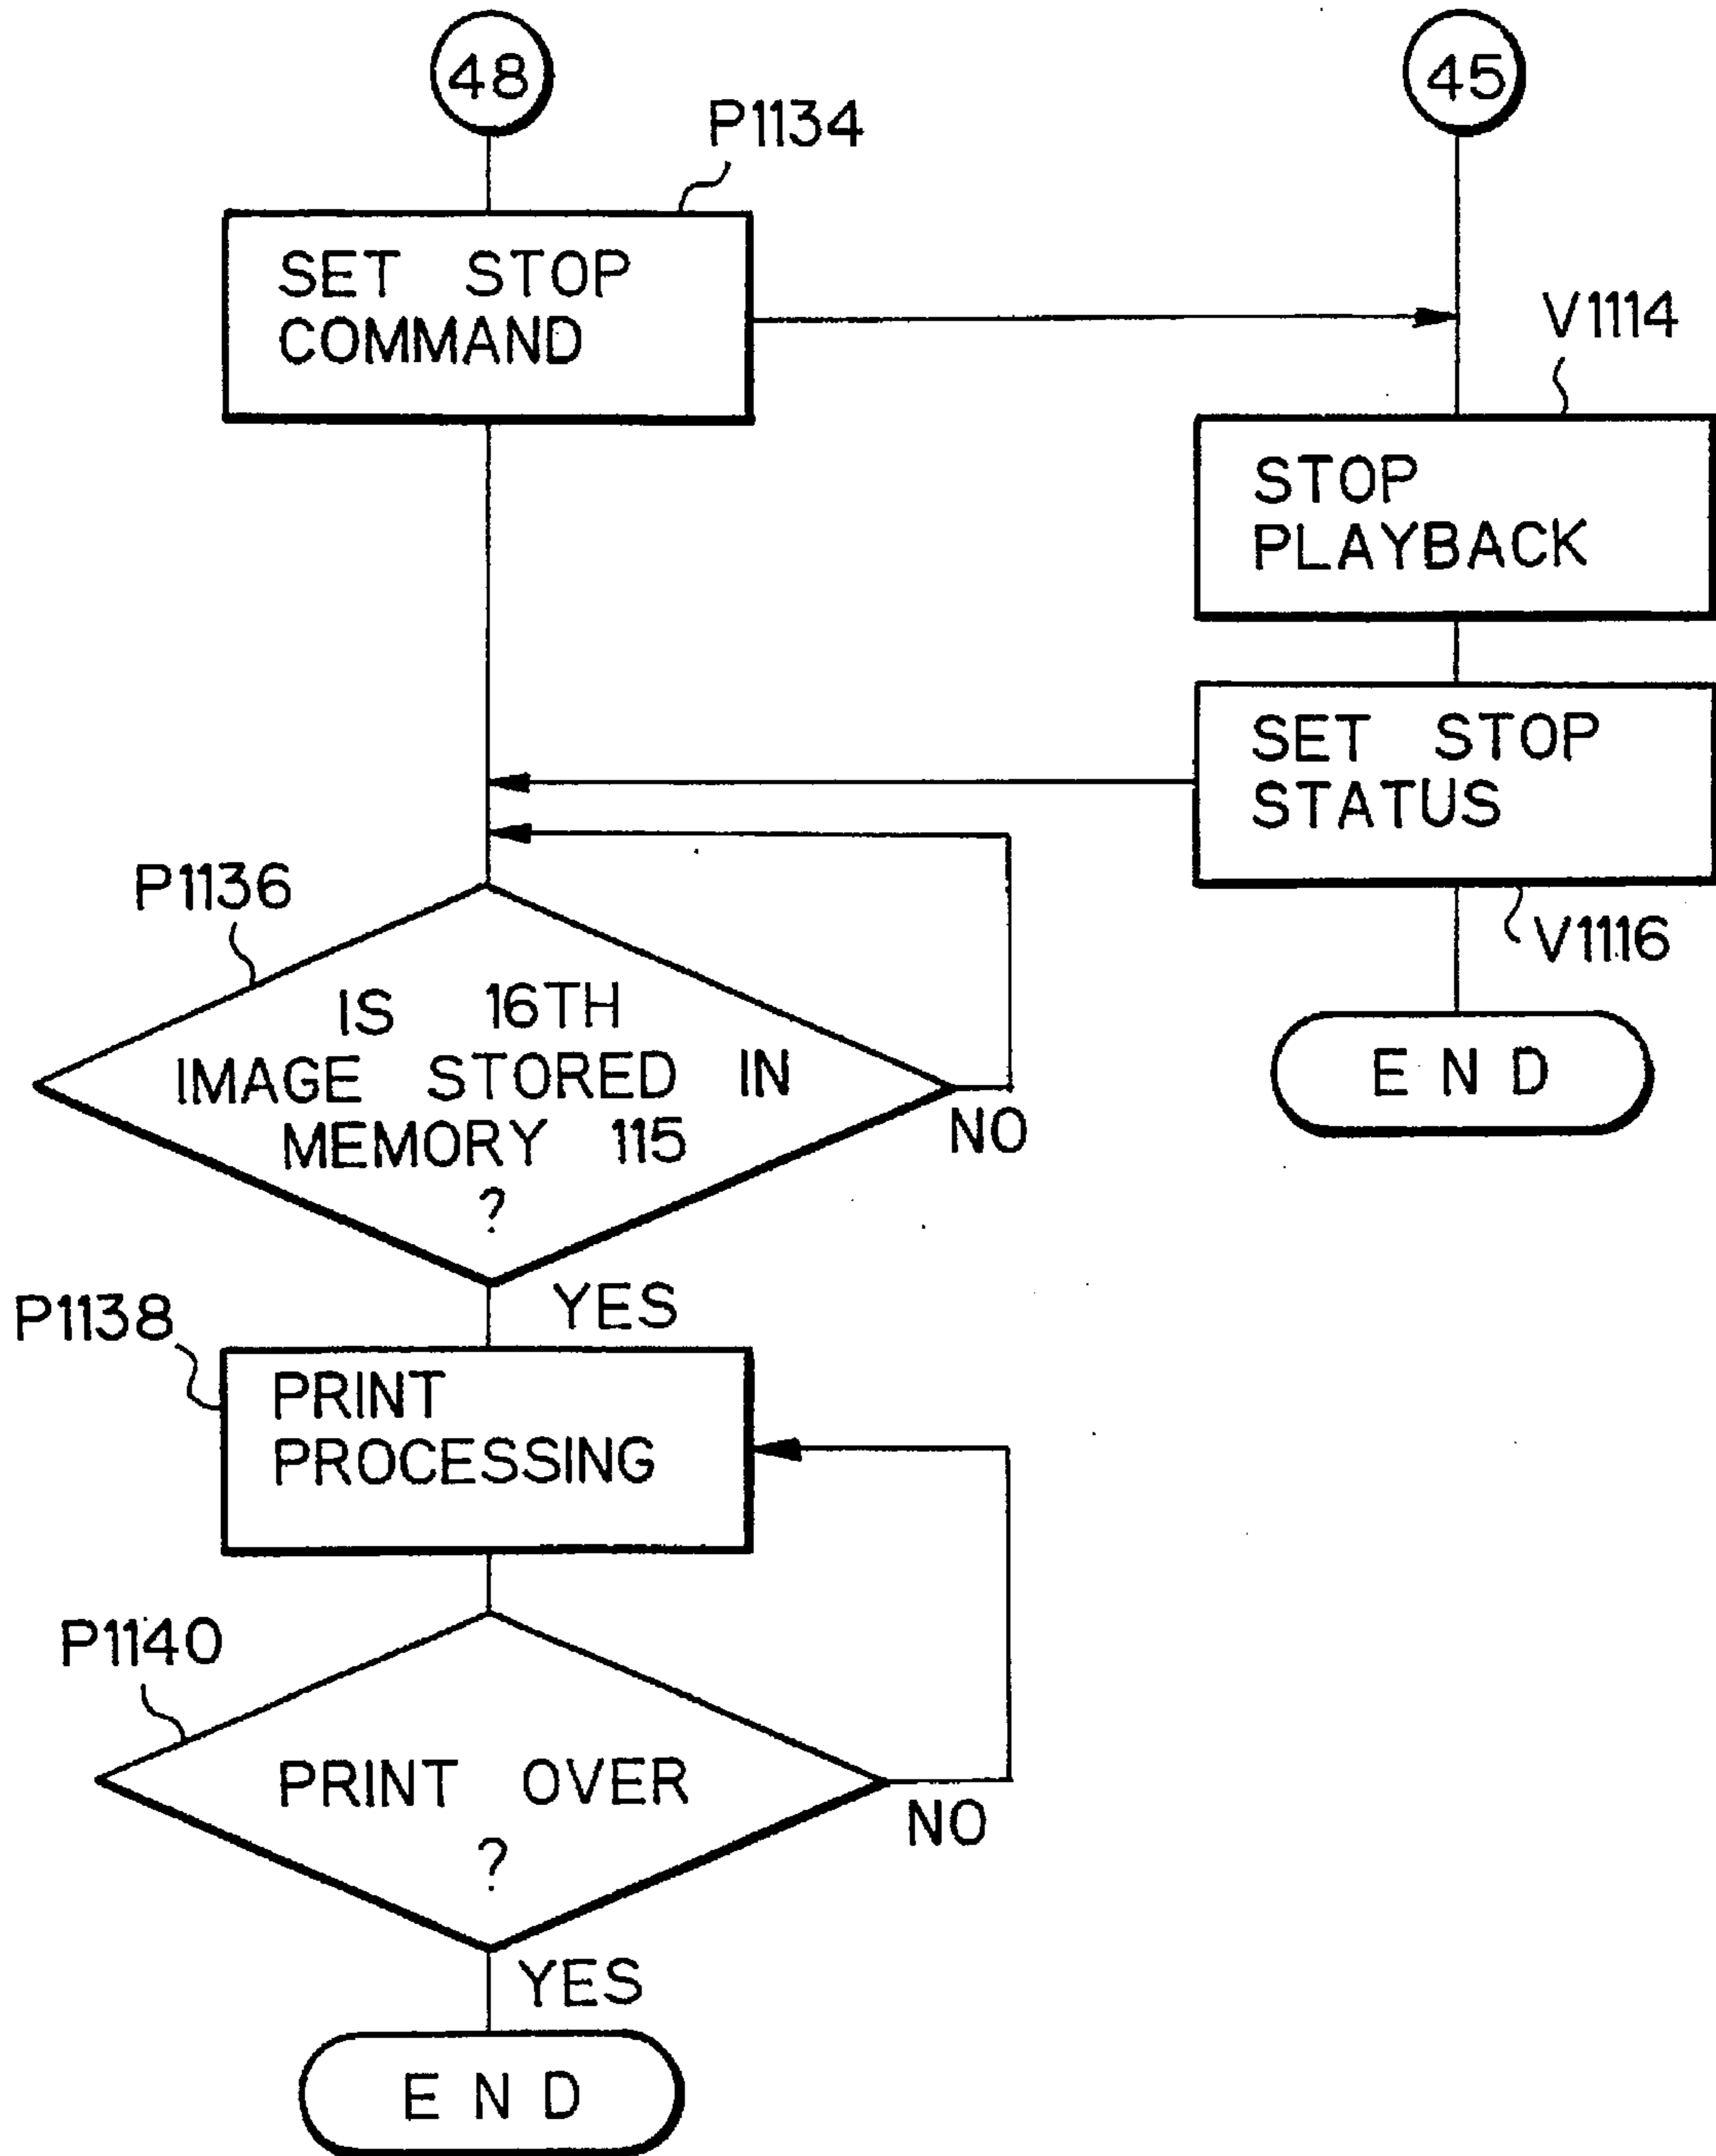 48
45
P1134
SET STOP
COMMAND
V1114
STOP
PLAYBACK
SET STOP
STATUS
V1116
END
P1136
IS 16TH
IMAGE STORED IN
MEMORY 115
?
NO
YES
P1138
PRINT
PROCESSING
P1140
PRINT OVER
?
NO
YES
END